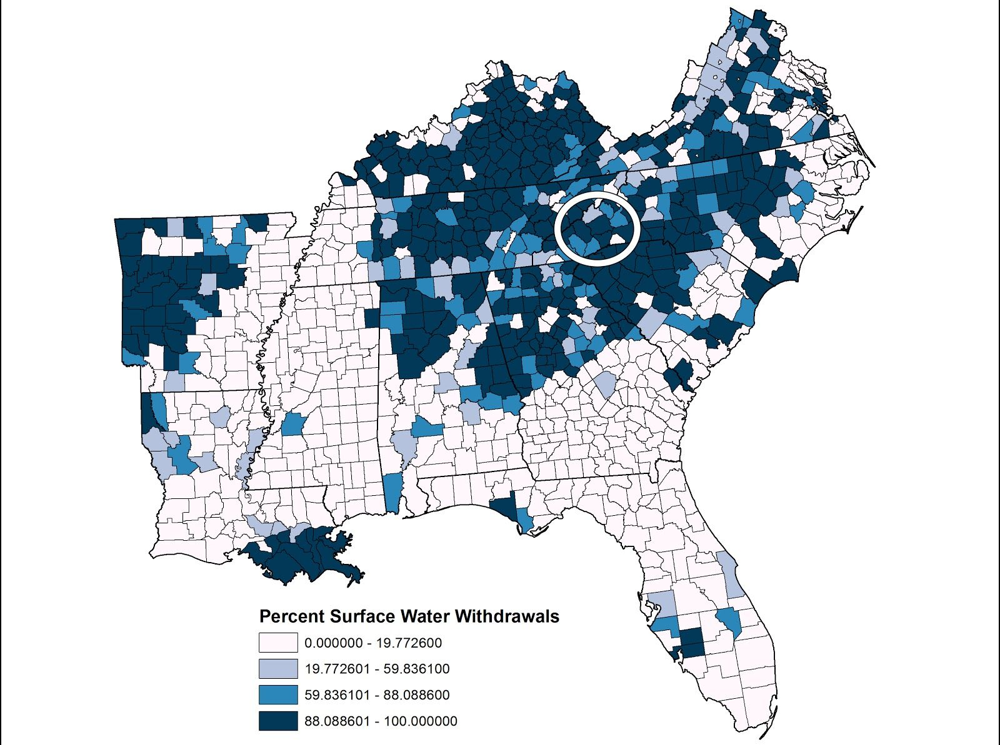 Percent Surface Water Withdrawals
0.000000 - 19.772600
19.772601 - 59.836100
59.836101 - 88.088600
88.088601 - 100.000000